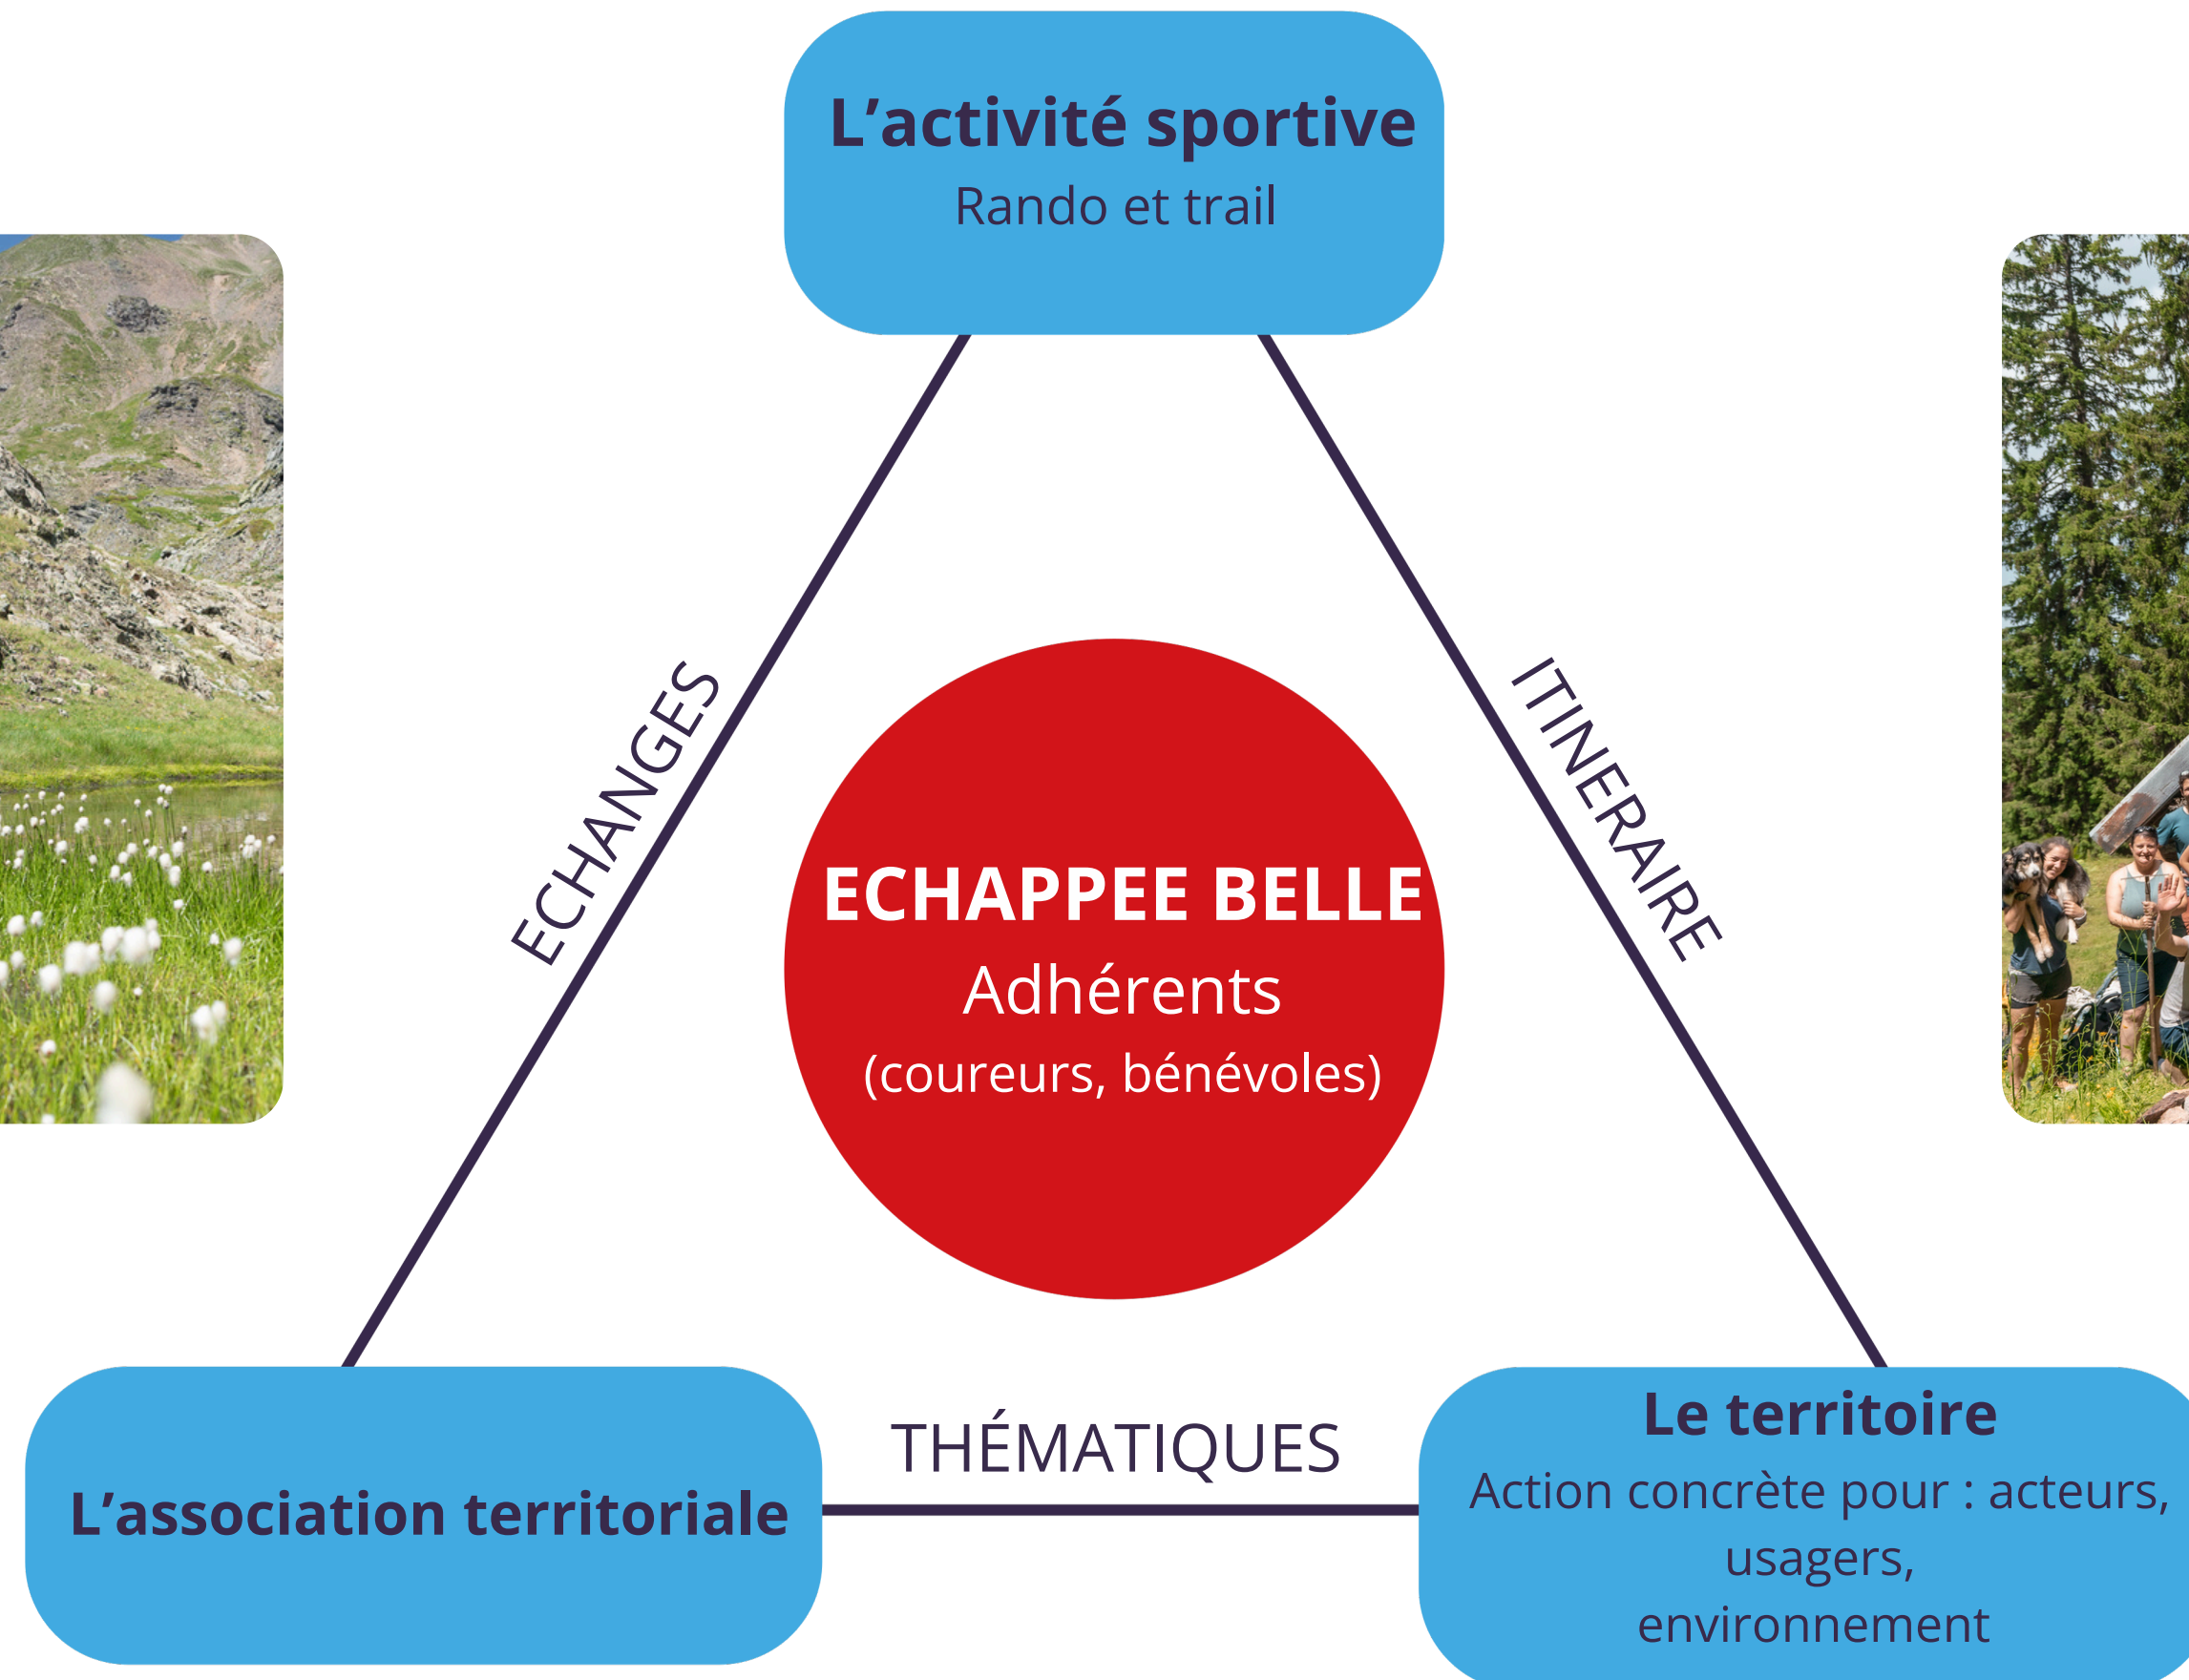 L’activité sportive
Rando et trail
ECHANGES
ITINERAIRE
ECHAPPEE BELLE
Adhérents
(coureurs, bénévoles)
THÉMATIQUES
L’association territoriale
Le territoire
Action concrète pour : acteurs,
usagers,
environnement